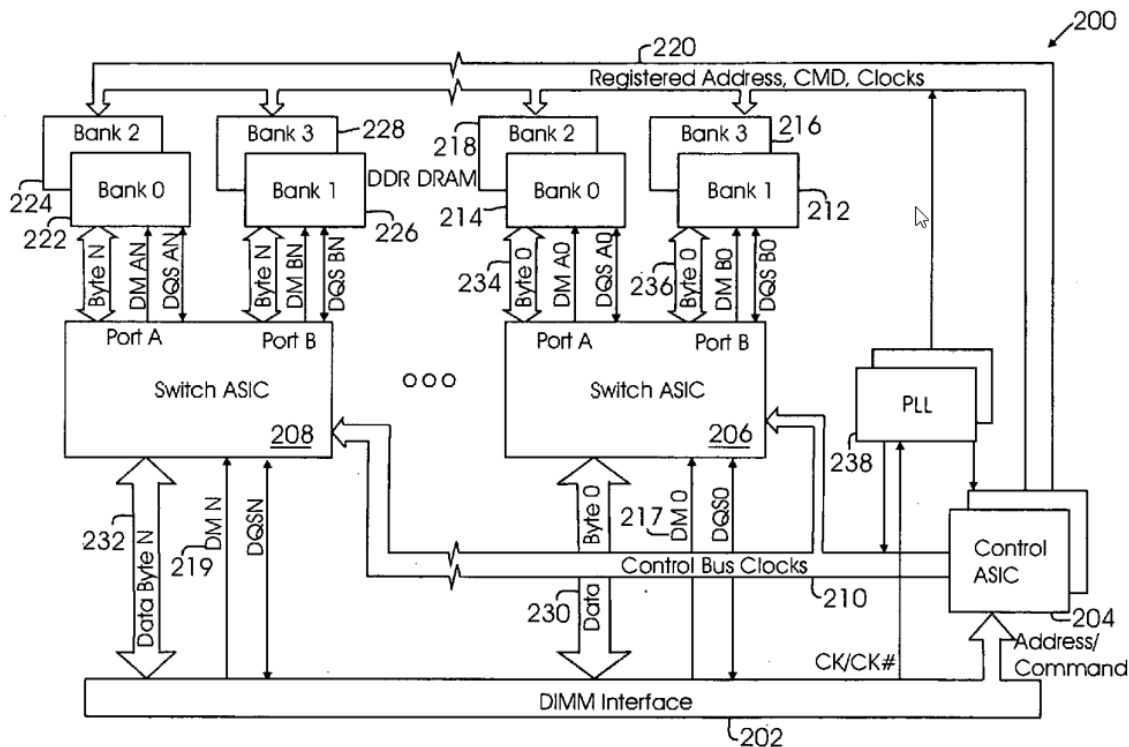 200
220
Registered Address, CMD, Clocks
Bank 2
Bank 3
228
Bank 2
218
Bank 3
216
Bank 0
Bank 1
DDR DRAM
Bank 0
Bank 1
224
222
226
214
212
Byte N
DM AN
DQS AN
Byte N
DM BN
DQS BN
234
Byte 0
DM A0
DQS A0
236
Byte 0
DM B0
DQS B0
Port A
Port B
Port A
Port B
Switch ASIC
Switch ASIC
208
206
PLL
238
232
Data Byte N
DM N
219
DQSN
230
Data Byte 0
217
DM 0
DQS0
Control Bus Clocks
210
Control
ASIC
204
CK/CK#
Address/
Command
DIMM Interface
202